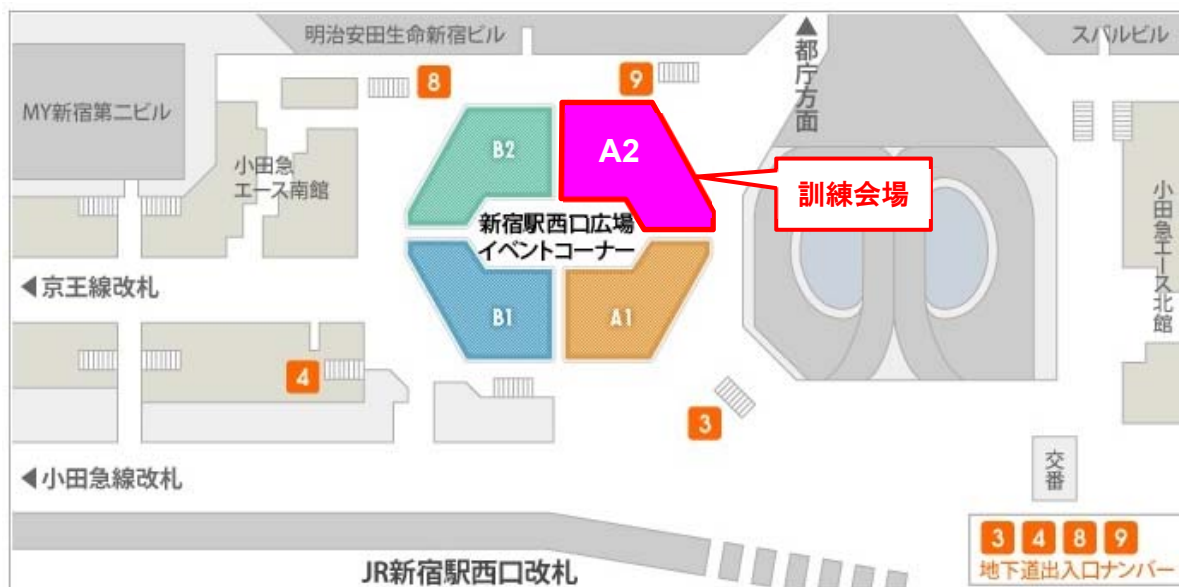 明治安田生命新宿ビル
▲都庁方面
スバルビル
8
9
MY新宿第二ビル
小田急
エース南館
B2
A2
訓練会場
新宿駅西口広場
イベントコーナー
小田急エース北館
◀京王線改札
B1
A1
4
3
◀小田急線改札
交番
JR新宿駅西口改札
3 4 8 9
地下道出入口ナンバー